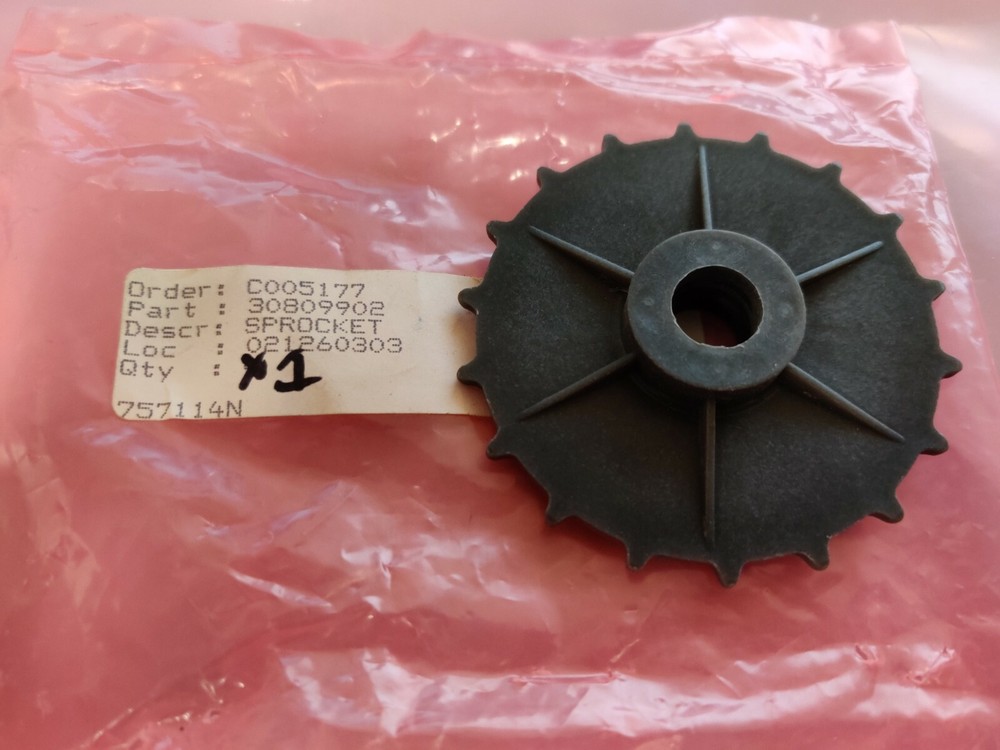 Order: C005177
Part : 30809902
Descr: SPROCKET
Loc : 021260303
Qty : x1
757114N